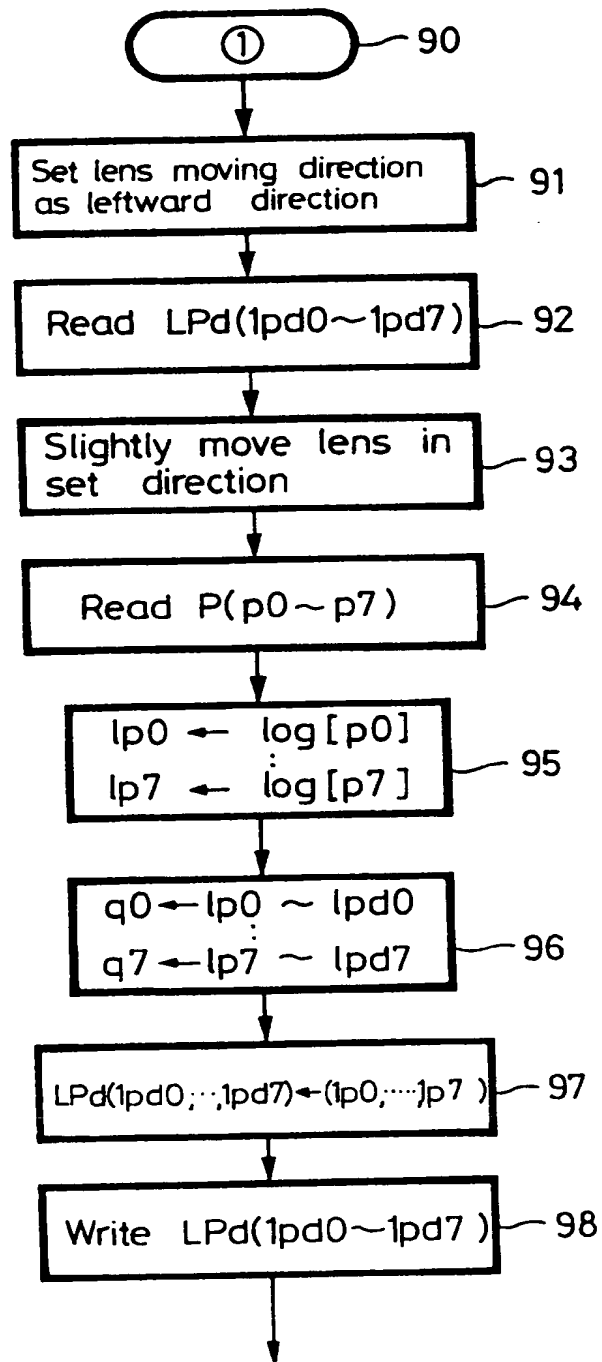 ① 90
Set lens moving direction
as leftward direction
91
Read LPd(1pd0~1pd7) 92
Slightly move lens in
set direction
93
Read P(p0~p7) 94
lp0 ← log[p0]
⋮
lp7 ← log[p7]
95
q0←lp0 ~ lpd0
⋮
q7←lp7 ~ lpd7
96
LPd(1pd0,···,1pd7)←(1p0,·····,)p7 ) 97
Write LPd(1pd0~1pd7) 98